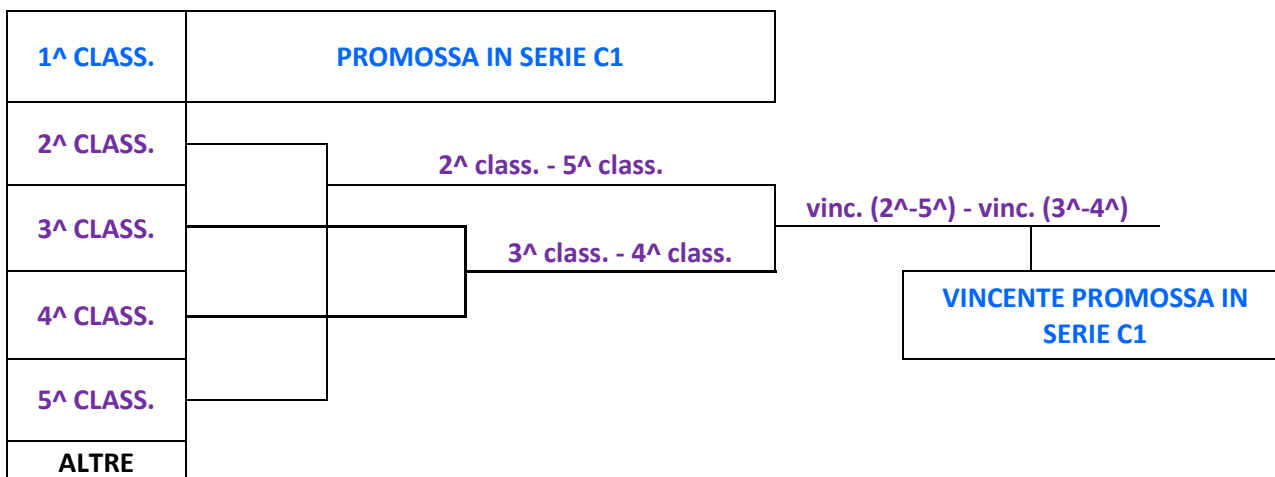 1^ CLASS.
PROMOSSA IN SERIE C1
2^ CLASS.
2^ class. - 5^ class.
vinc. (2^-5^) - vinc. (3^-4^)
3^ CLASS.
3^ class. - 4^ class.
VINCENTE PROMOSSA IN
SERIE C1
4^ CLASS.
5^ CLASS.
ALTRE